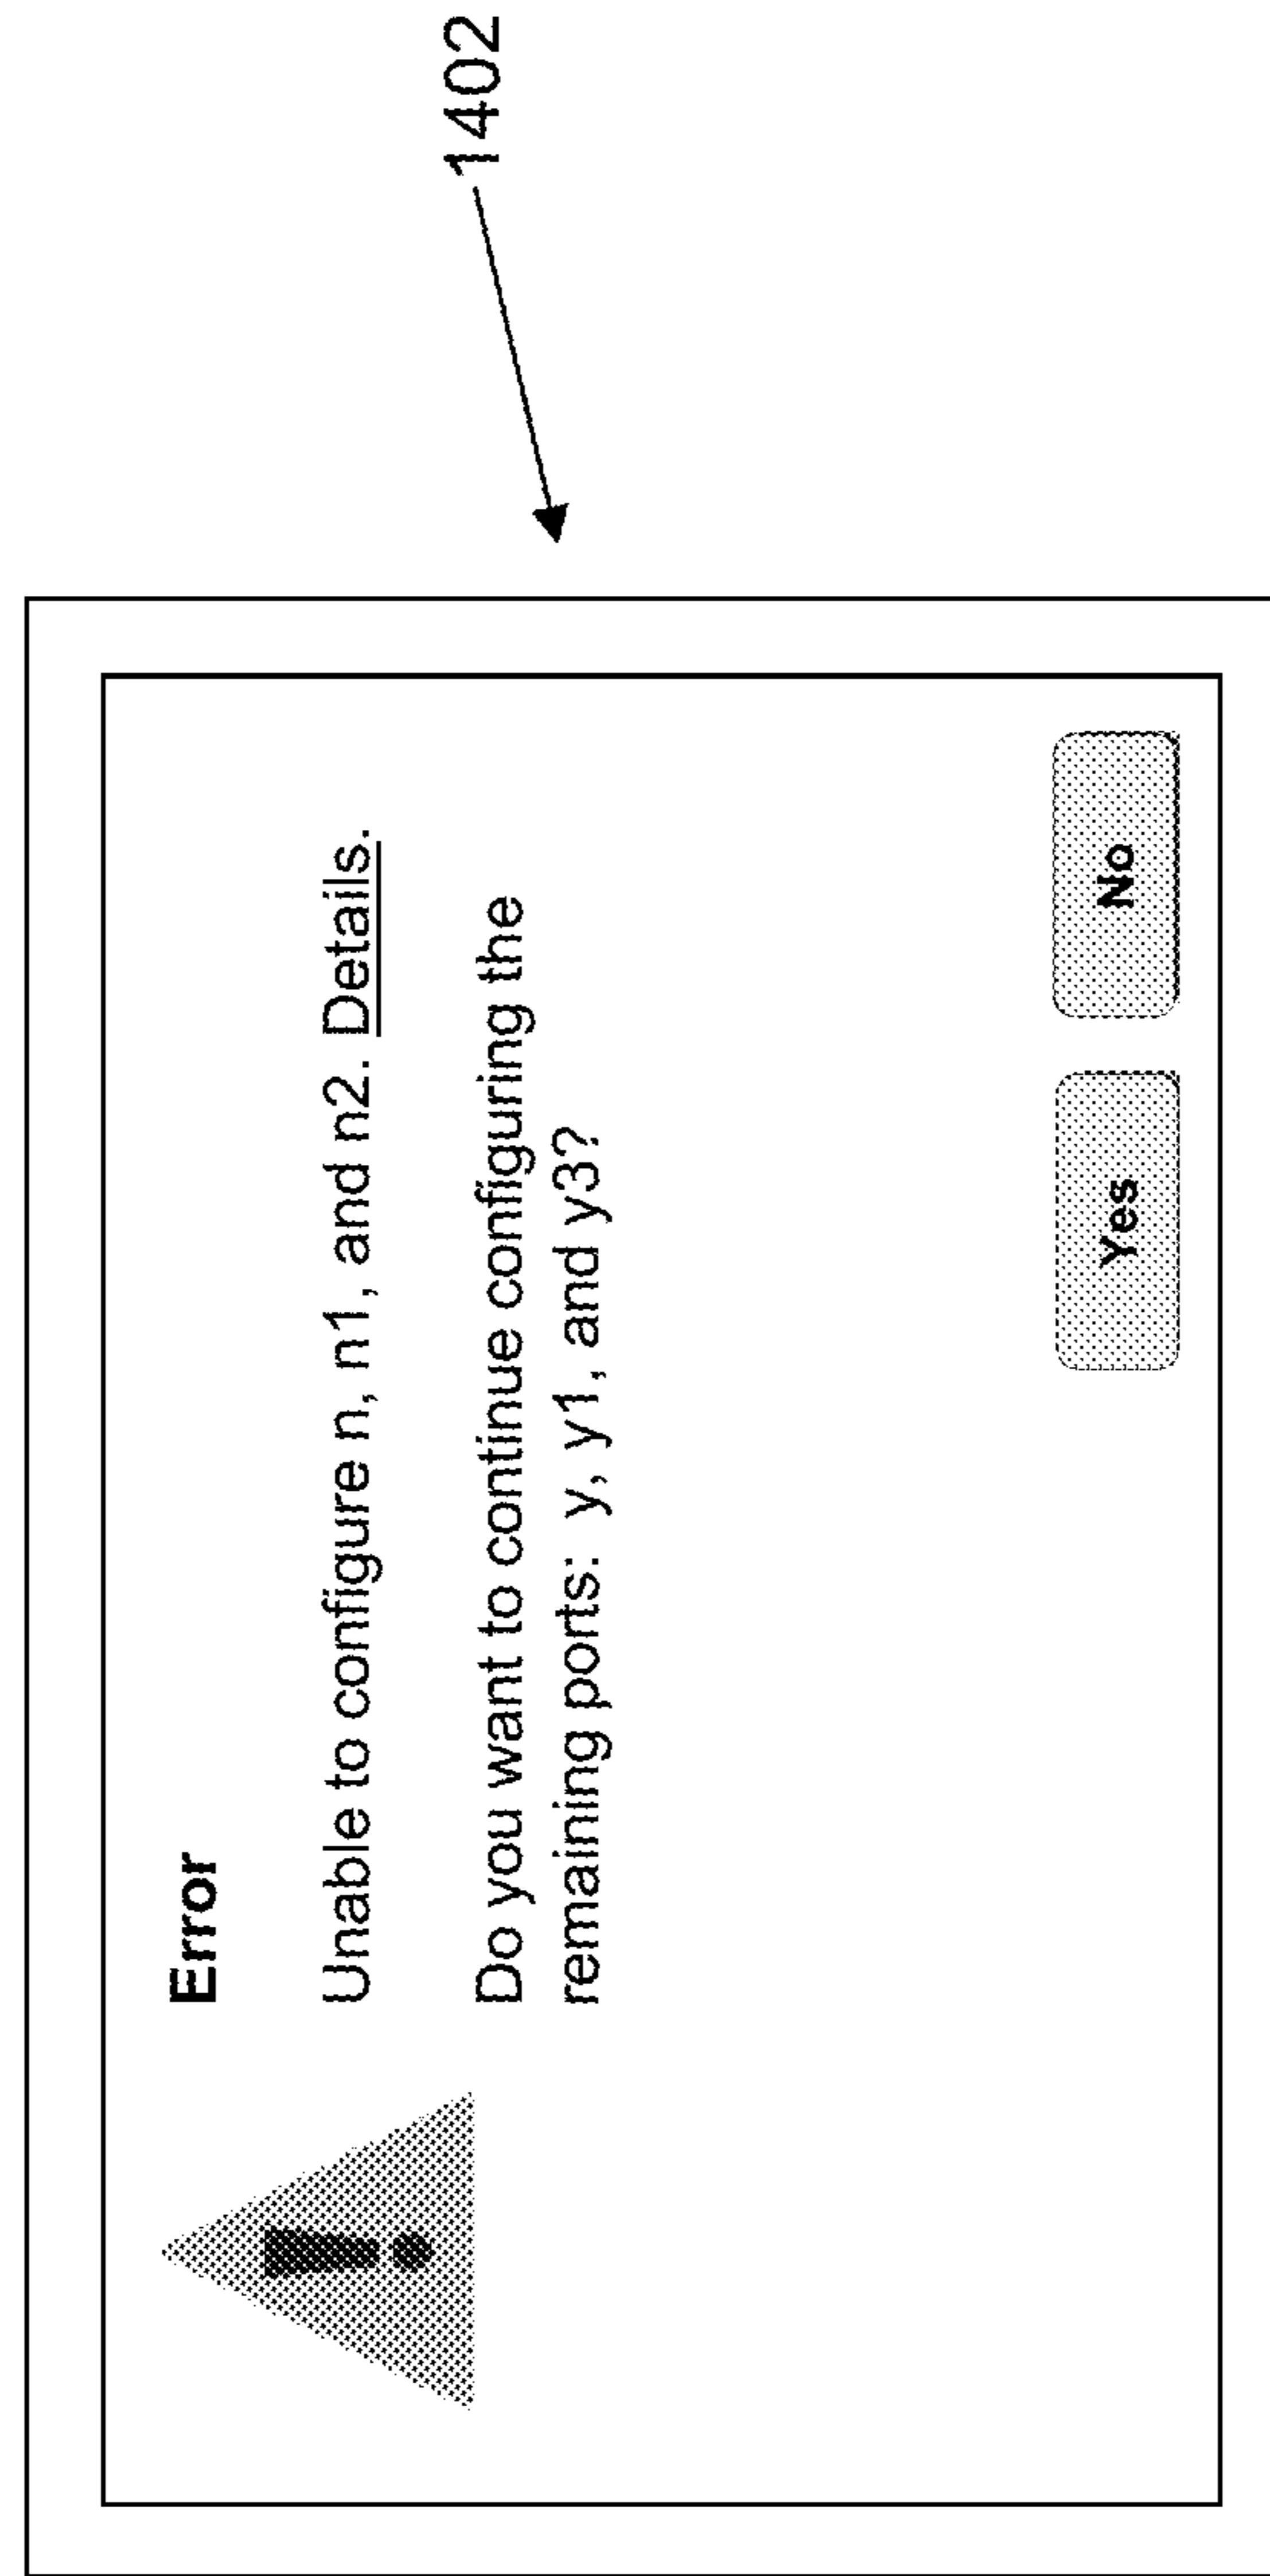 Error
Unable to configure n, n1, and n2. Details.
Do you want to continue configuring the
remaining ports: y, y1, and y3?
Yes
No
1402